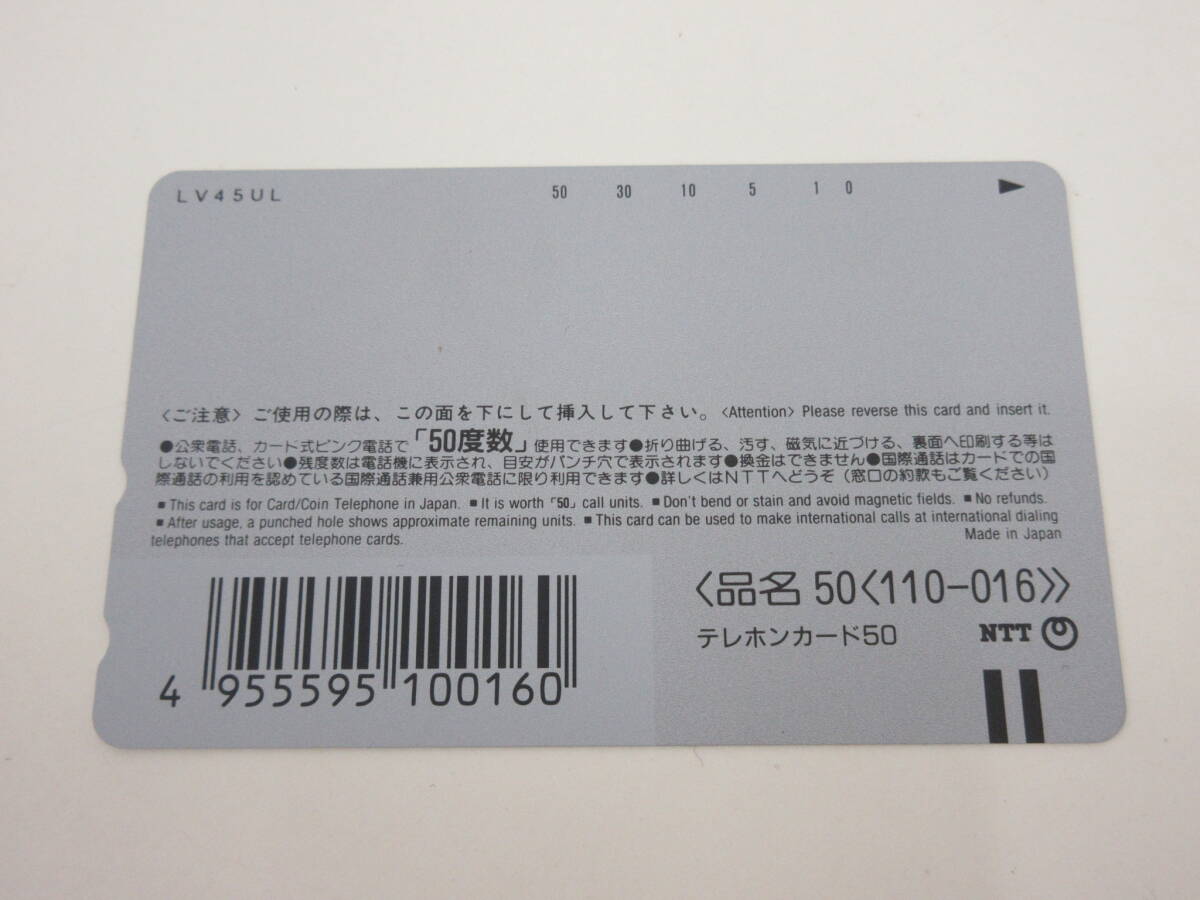 LV45UL 50 30 10 5 1 0 ▶
〈ご注意〉ご使用の際は、この面を下にして挿入して下さい。〈Attention〉Please reverse this card and insert it.
●公衆電話、カード式ピンク電話で「50度数」使用できます●折り曲げる、汚す、磁気に近づける、裏面へ印刷する等は
しないでください●残度数は電話機に表示され、目安がパンチ穴で表示されます●換金はできません●国際通話はカードでの国
際通話の利用を認めている国際通話兼用公衆電話に限り利用できます●詳しくはNTTへどうぞ（窓口の約款もご覧ください）
■ This card is for Card/Coin Telephone in Japan. ■ It is worth「50」call units. ■ Don't bend or stain and avoid magnetic fields. ■ No refunds.
■ After usage, a punched hole shows approximate remaining units. ■ This card can be used to make international calls at international dialing
telephones that accept telephone cards. Made in Japan
〈品名 50〈110-016〉〉
テレホンカード50 NTT
4 955595 100160